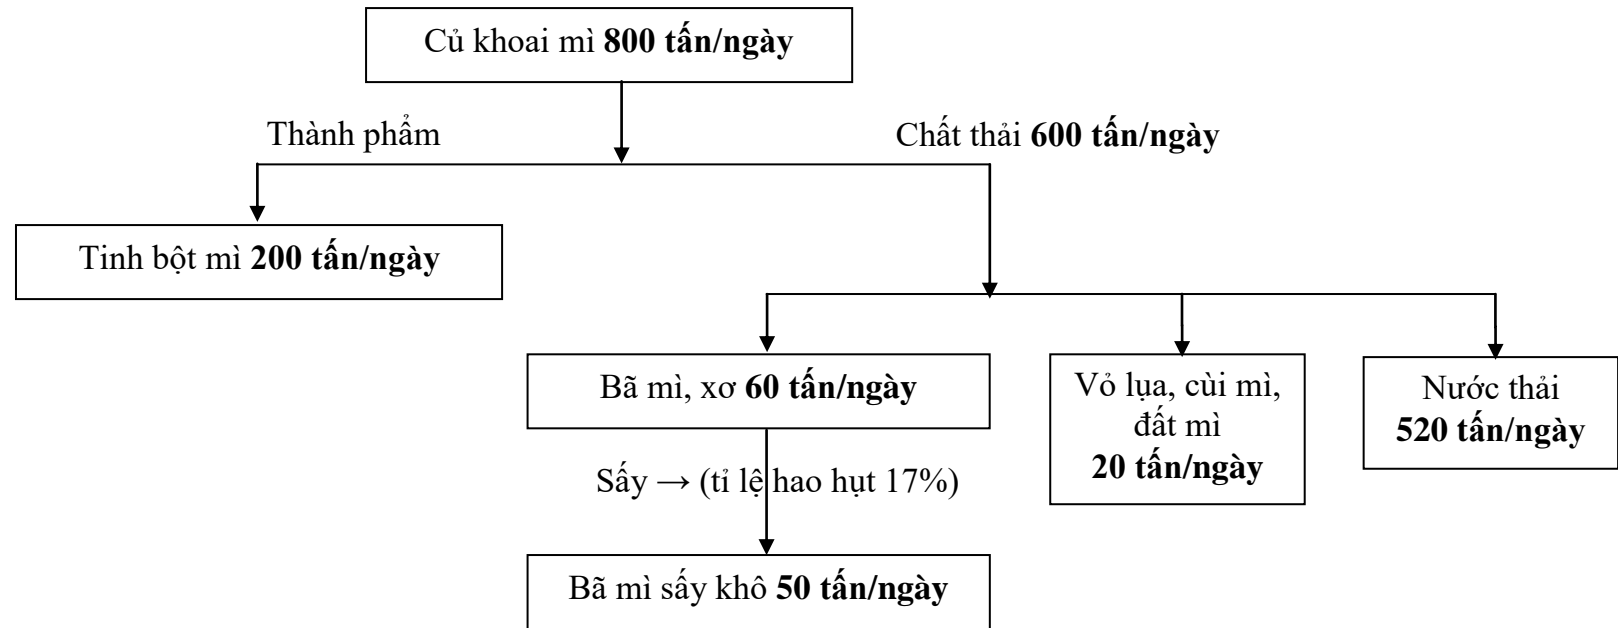 Củ khoai mì 800 tấn/ngày
Thành phẩm
Chất thải 600 tấn/ngày
Tinh bột mì 200 tấn/ngày
Bã mì, xơ 60 tấn/ngày
Vỏ lụa, cùi mì,
đất mì
20 tấn/ngày
Nước thải
520 tấn/ngày
Sấy → (tỉ lệ hao hụt 17%)
Bã mì sấy khô 50 tấn/ngày